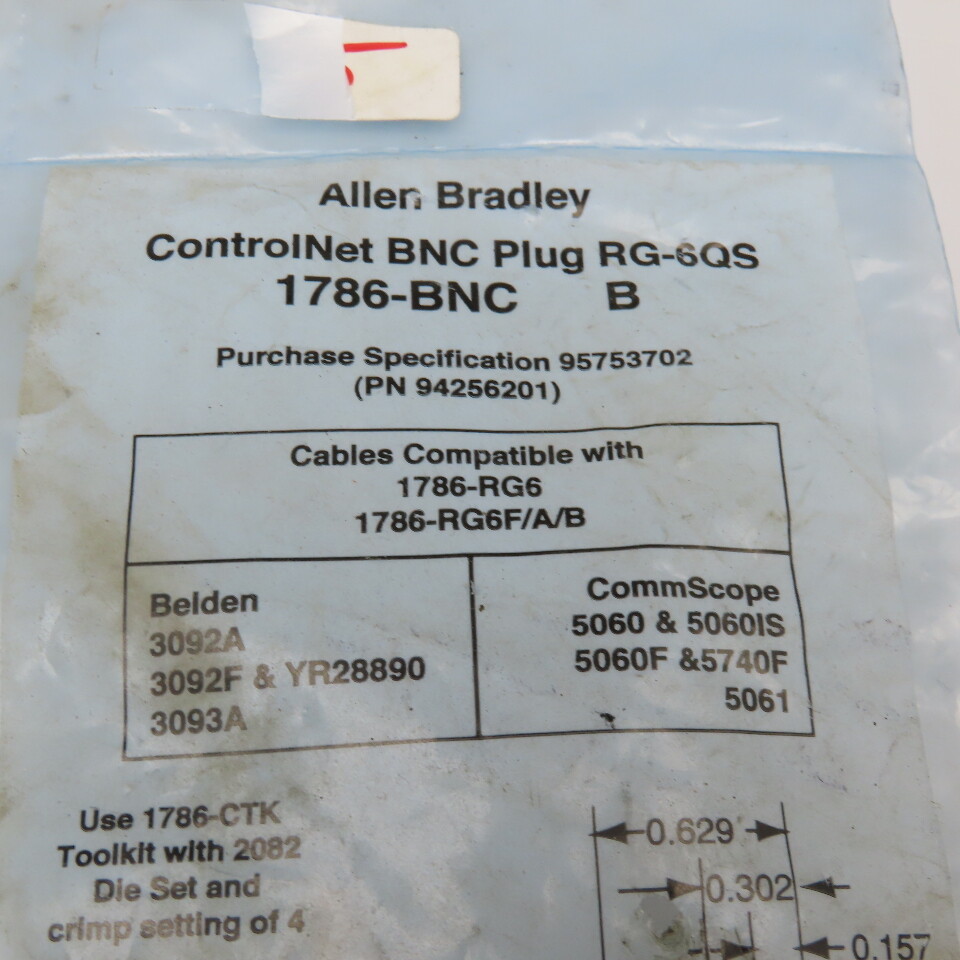 Allen Bradley
ControlNet BNC Plug RG-6QS
1786-BNC B
Purchase Specification 95753702
(PN 94256201)
Cables Compatible with
1786-RG6
1786-RG6F/A/B
Belden
3092A
3092F & YR28890
3093A
CommScope
5060 & 5060IS
5060F &5740F
5061
Use 1786-CTK
Toolkit with 2082
Die Set and
crimp setting of 4
0.629
0.302
0.157